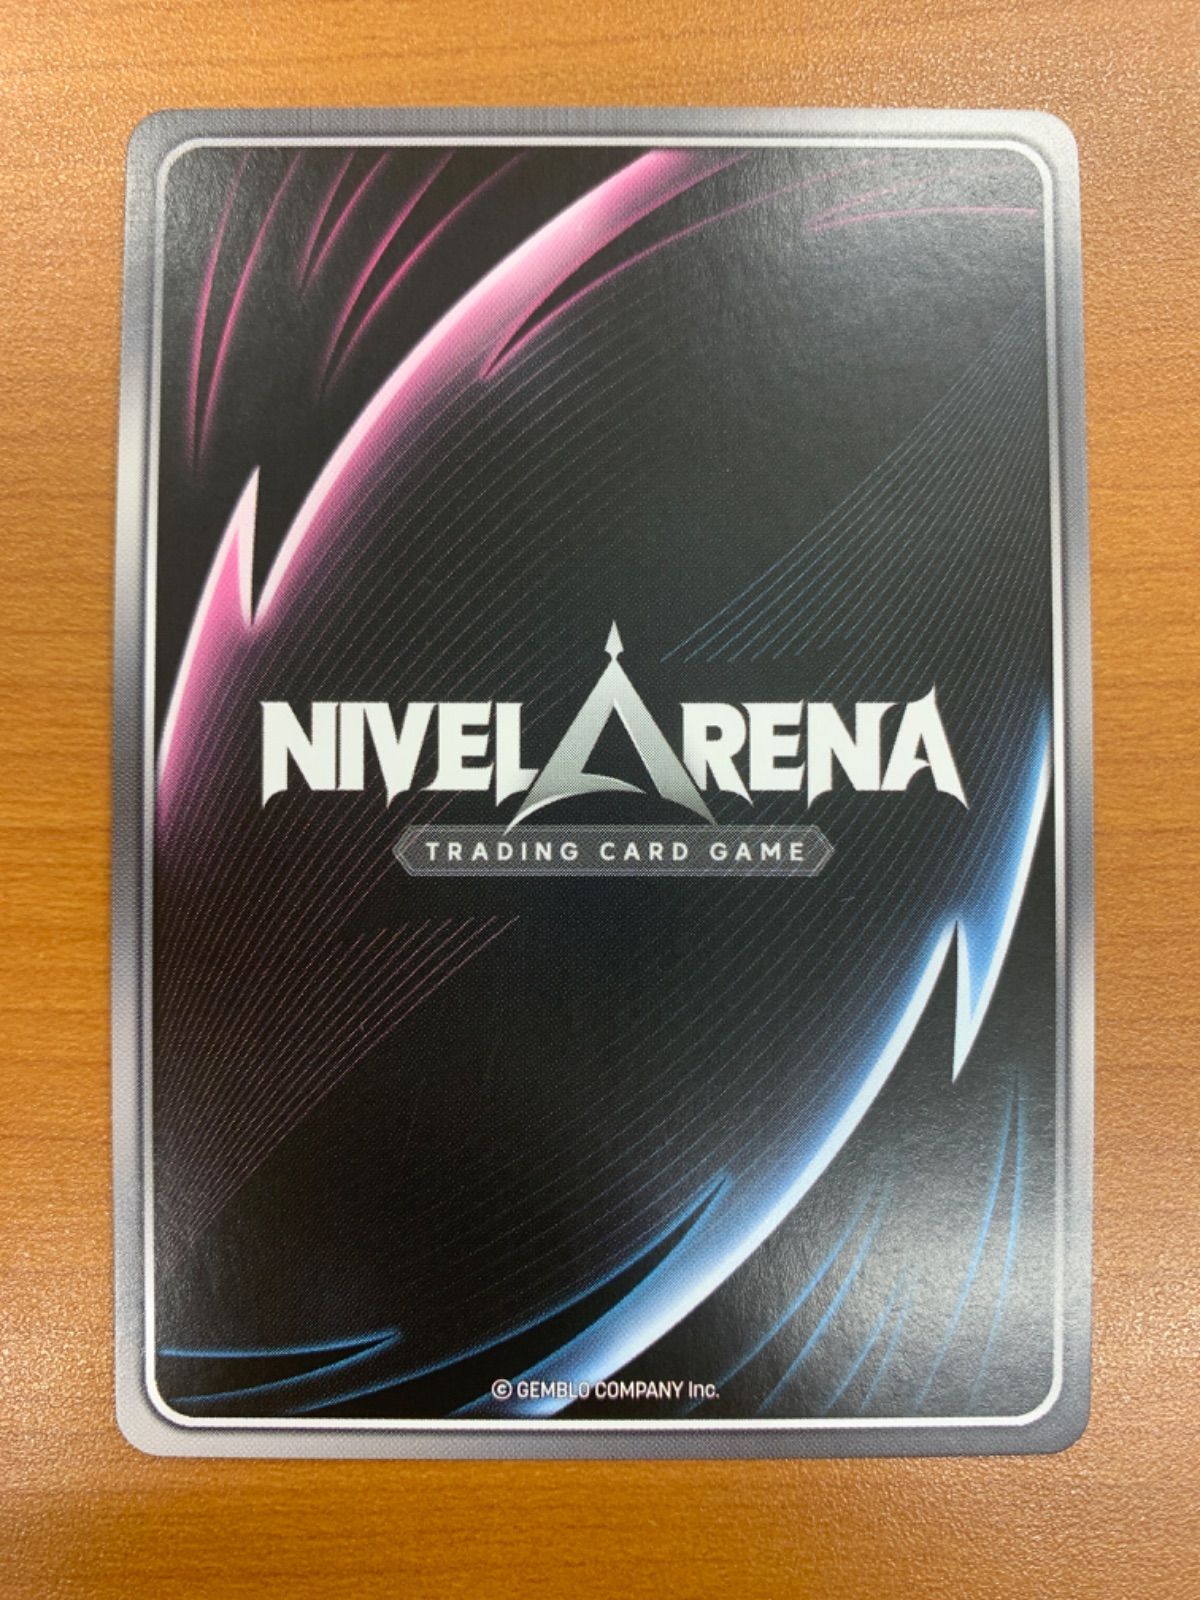 NIVEL ARENA
TRADING CARD GAME
© GEMBLO COMPANY Inc.